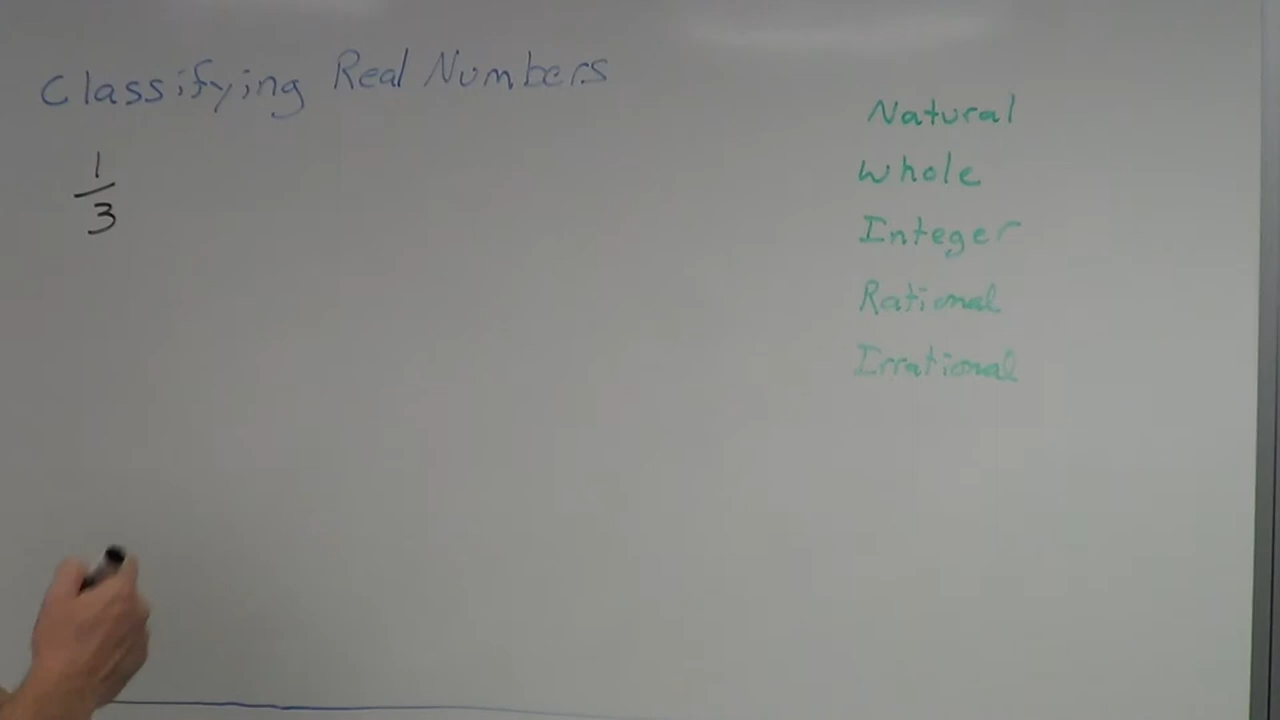 Classifying Real Numbers
1
3
Natural
Whole
Integer
Rational
Irrational